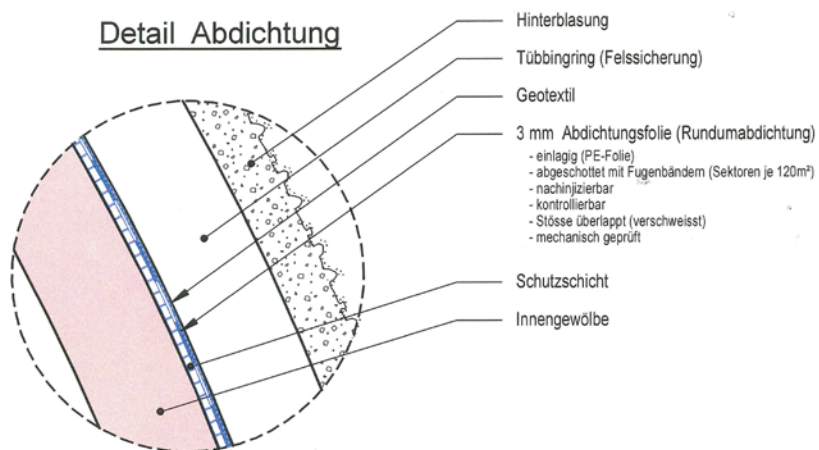 Detail Abdichtung
Hinterblasung
Tübbingring (Felssicherung)
Geotextil
3 mm Abdichtungsfolie (Rundumabdichtung)
- einlagig (PE-Folie)
- abgeschottet mit Fugenbändern (Sektoren je 120m²)
- nachinjizierbar
- kontrollierbar
- Stösse überlappt (verschweisst)
- mechanisch geprüft
Schutzschicht
Innengewölbe